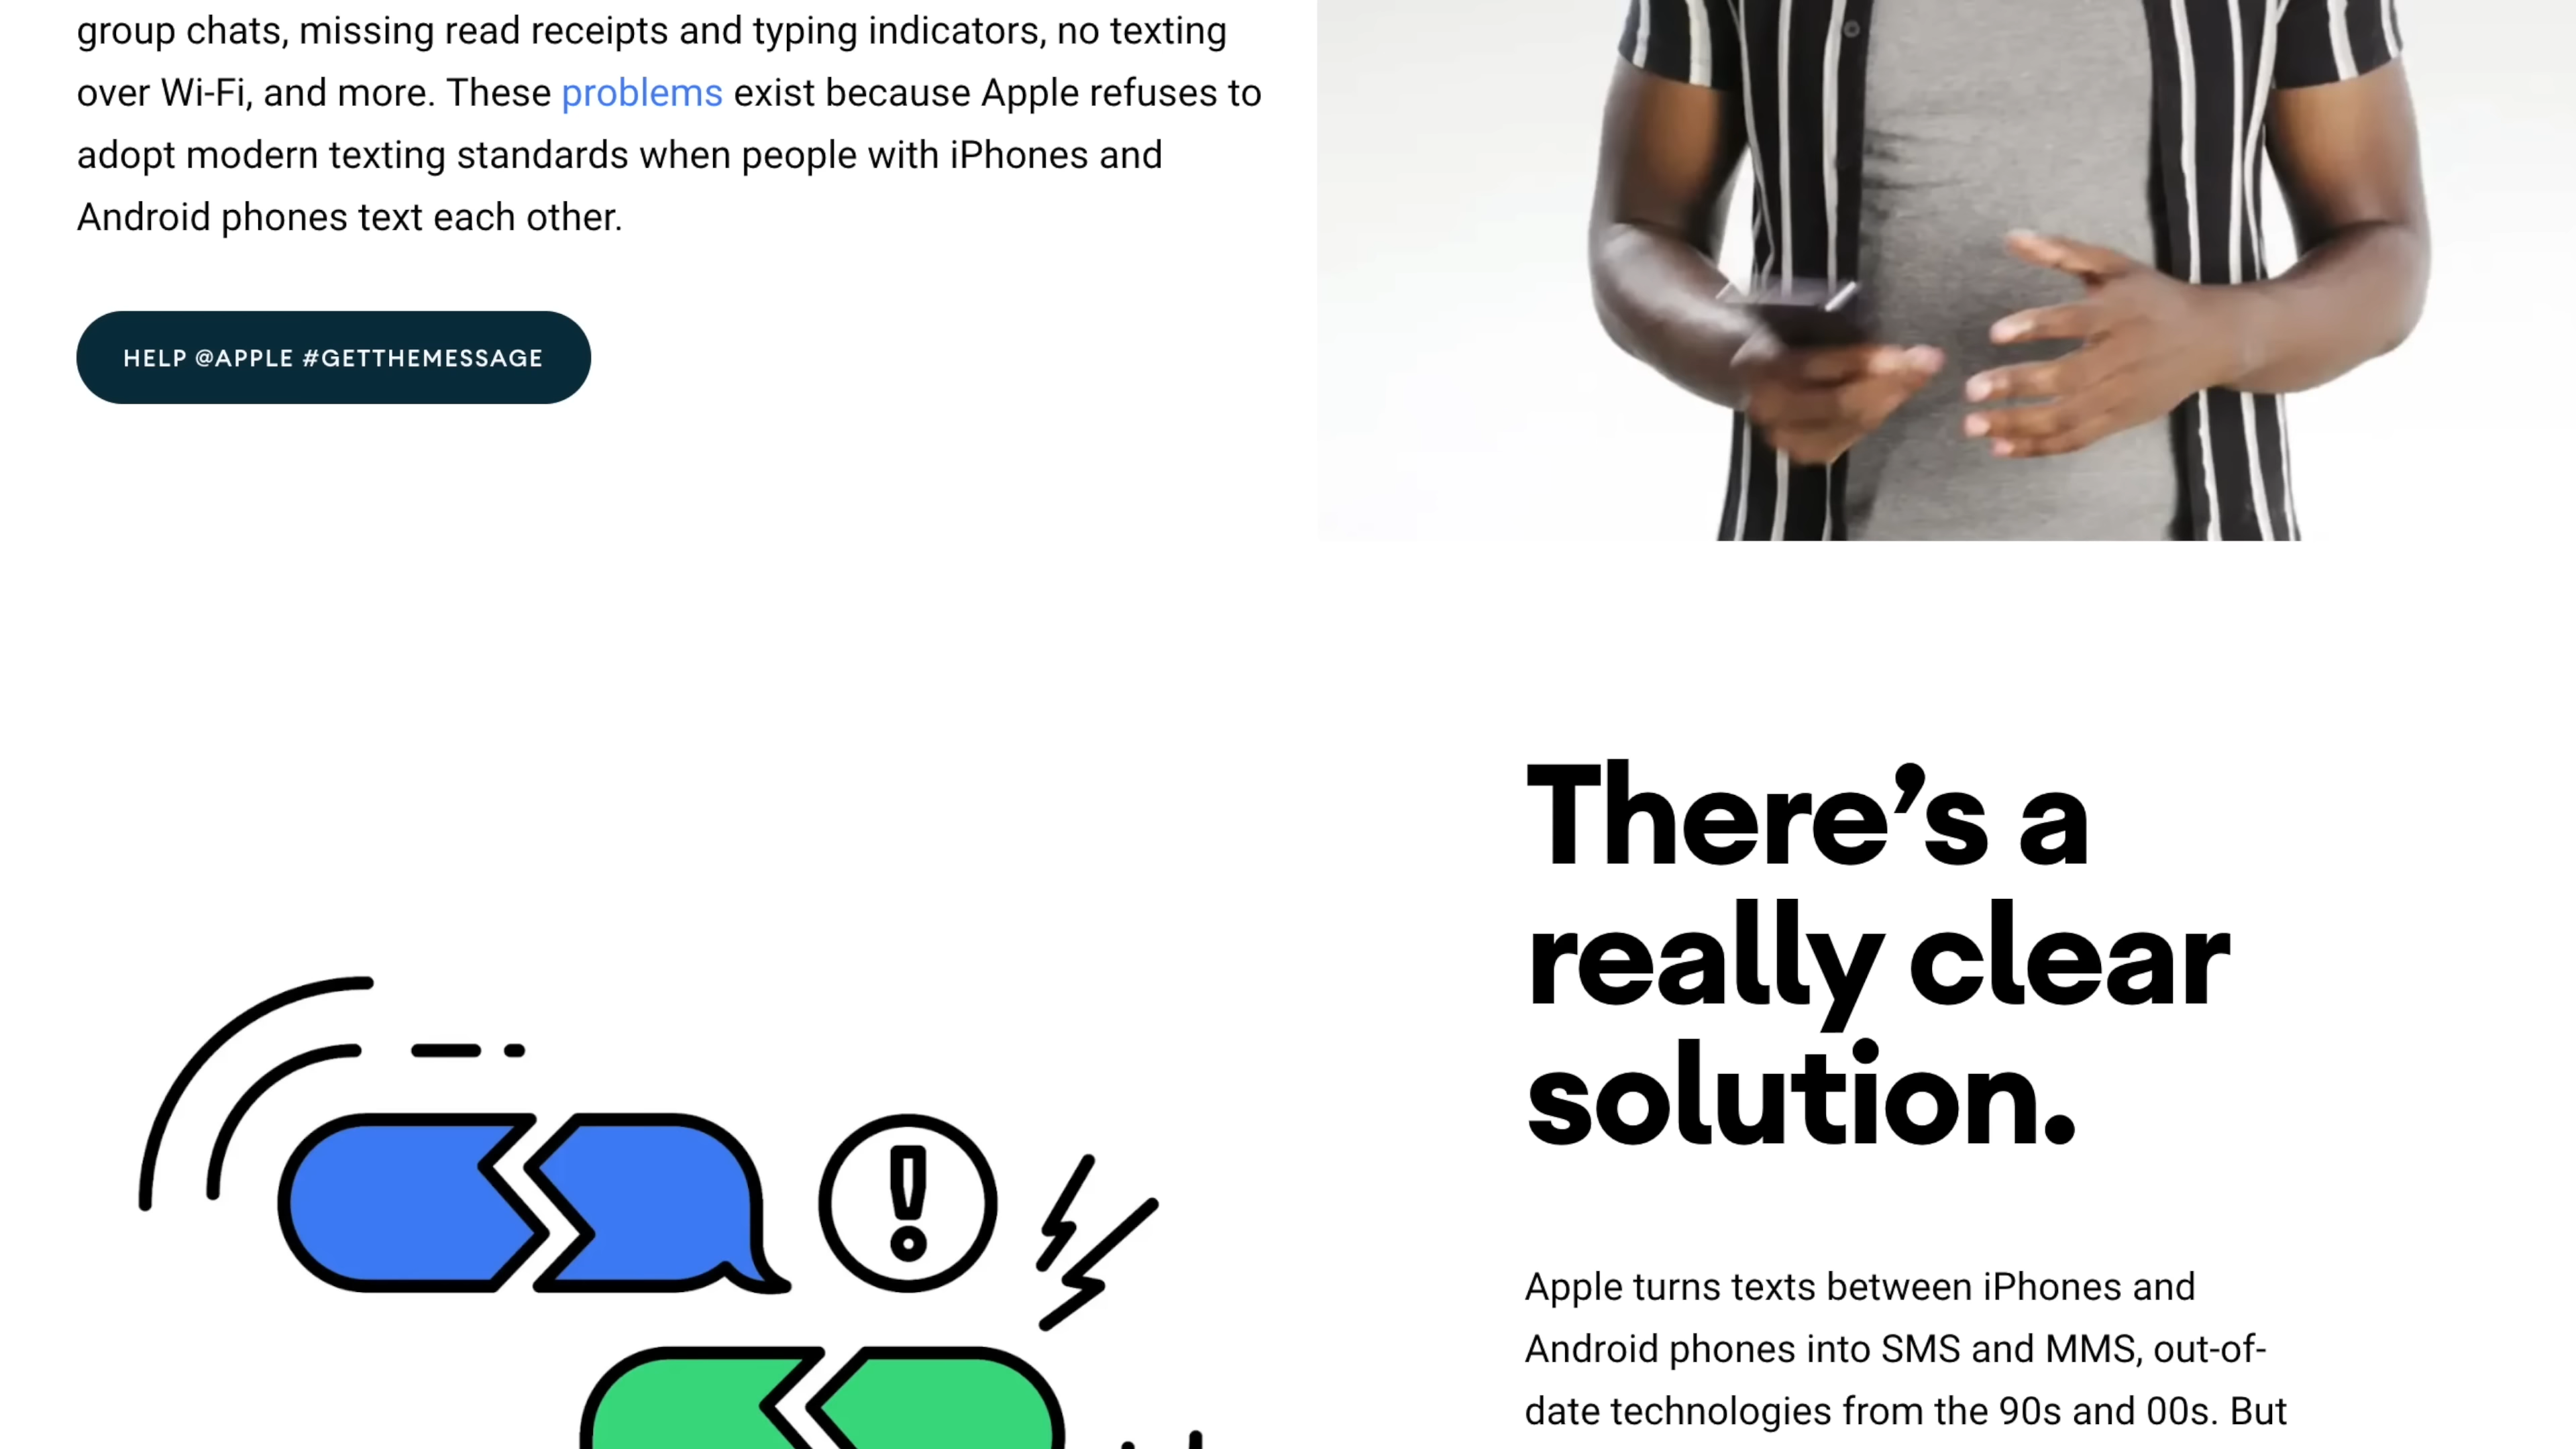 group chats, missing read receipts and typing indicators, no texting
over Wi-Fi, and more. These problems exist because Apple refuses to
adopt modern texting standards when people with iPhones and
Android phones text each other.
HELP @APPLE #GETTHEMESSAGE
There’s a
really clear
solution.
Apple turns texts between iPhones and
Android phones into SMS and MMS, out-of-
date technologies from the 90s and 00s. But